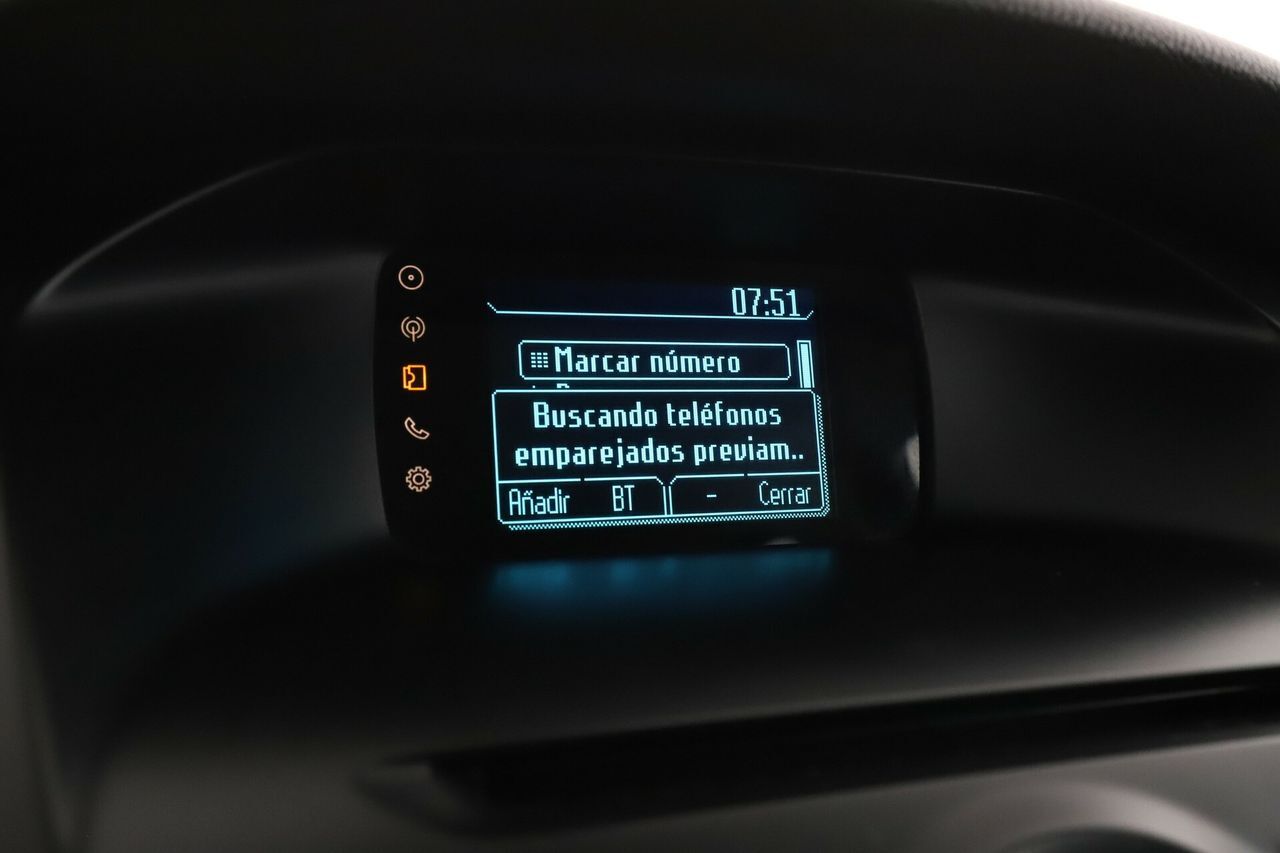 07:51
Marcar número
Buscando teléfonos
emparejados previam..
Añadir BT - Cerrar